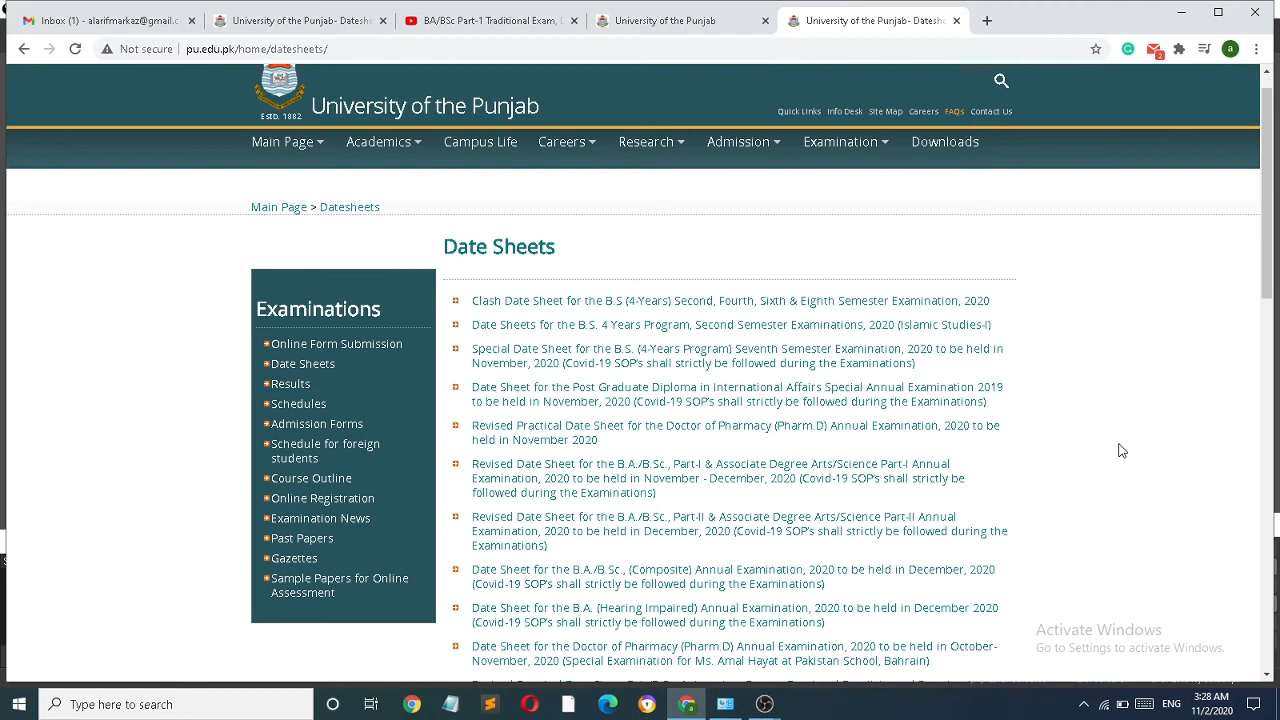 Inbox - alarifmarkaz@gmail.c
University of the Punjab- Datesh
BA/BSc Part-1 Traditional Exam, D
University of the Punjab
University of the Punjab- Datesh
Not secure
pu.edu.pk/home/datesheets/
2
a
ESTD. 1882
University of the Punjab
Quick Links Info Desk Site Map Careers FAQs Contact Us
Main Page Academics Campus Life Careers Research Admission Examination Downloads
Main Page > Datesheets
Date Sheets
Examinations
Online Form Submission
Date Sheets
Results
Schedules
Admission Forms
Schedule for foreign
students
Course Outline
Online Registration
Examination News
Past Papers
Gazettes
Sample Papers for Online
Assessment
Clash Date Sheet for the B.S (4-Years) Second, Fourth, Sixth & Eighth Semester Examination, 2020
Date Sheets for the B.S. 4 Years Program, Second Semester Examinations, 2020 (Islamic Studies-I)
Special Date Sheet for the B.S. (4-Years Program) Seventh Semester Examination, 2020 to be held in
November, 2020 (Covid-19 SOP's shall strictly be followed during the Examinations)
Date Sheet for the Post Graduate Diploma in International Affairs Special Annual Examination 2019
to be held in November, 2020 (Covid-19 SOP's shall strictly be followed during the Examinations)
Revised Practical Date Sheet for the Doctor of Pharmacy (Pharm.D) Annual Examination, 2020 to be
held in November 2020
Revised Date Sheet for the B.A./B.Sc., Part-I & Associate Degree Arts/Science Part-I Annual
Examination, 2020 to be held in November - December, 2020 (Covid-19 SOP's shall strictly be
followed during the Examinations)
Revised Date Sheet for the B.A./B.Sc., Part-II & Associate Degree Arts/Science Part-II Annual
Examination, 2020 to be held in December, 2020 (Covid-19 SOP's shall strictly be followed during the
Examinations)
Date Sheet for the B.A./B.Sc., (Composite) Annual Examination, 2020 to be held in December, 2020
(Covid-19 SOP's shall strictly be followed during the Examinations)
Date Sheet for the B.A. (Hearing Impaired) Annual Examination, 2020 to be held in December 2020
(Covid-19 SOP's shall strictly be followed during the Examinations)
Date Sheet for the Doctor of Pharmacy (Pharm.D) Annual Examination, 2020 to be held in October-
November, 2020 (Special Examination for Ms. Amal Hayat at Pakistan School, Bahrain)
Activate Windows
Go to Settings to activate Windows.
Type here to search
ENG
3:28 AM
11/2/2020